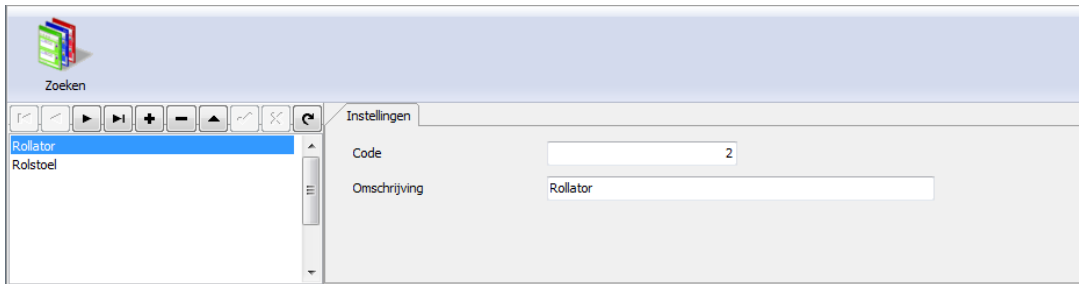 Zoeken
Instellingen
Rollator
Rolstoel
Code 2
Omschrijving Rollator